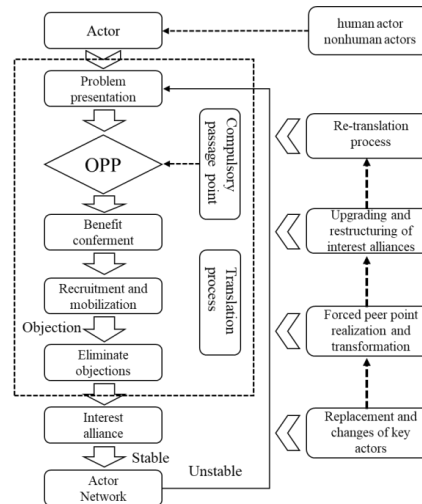 Actor
human actor
nonhuman actors
Problem
presentation
OPP
Compulsory
passage point
Benefit
conferment
Recruitment and
mobilization
Translation
process
Objection
Eliminate
objections
Interest
alliance
Stable
Unstable
Actor
Network
Re-translation
process
Upgrading and
restructuring of
interest alliances
Forced peer point
realization and
transformation
Replacement and
changes of key
actors